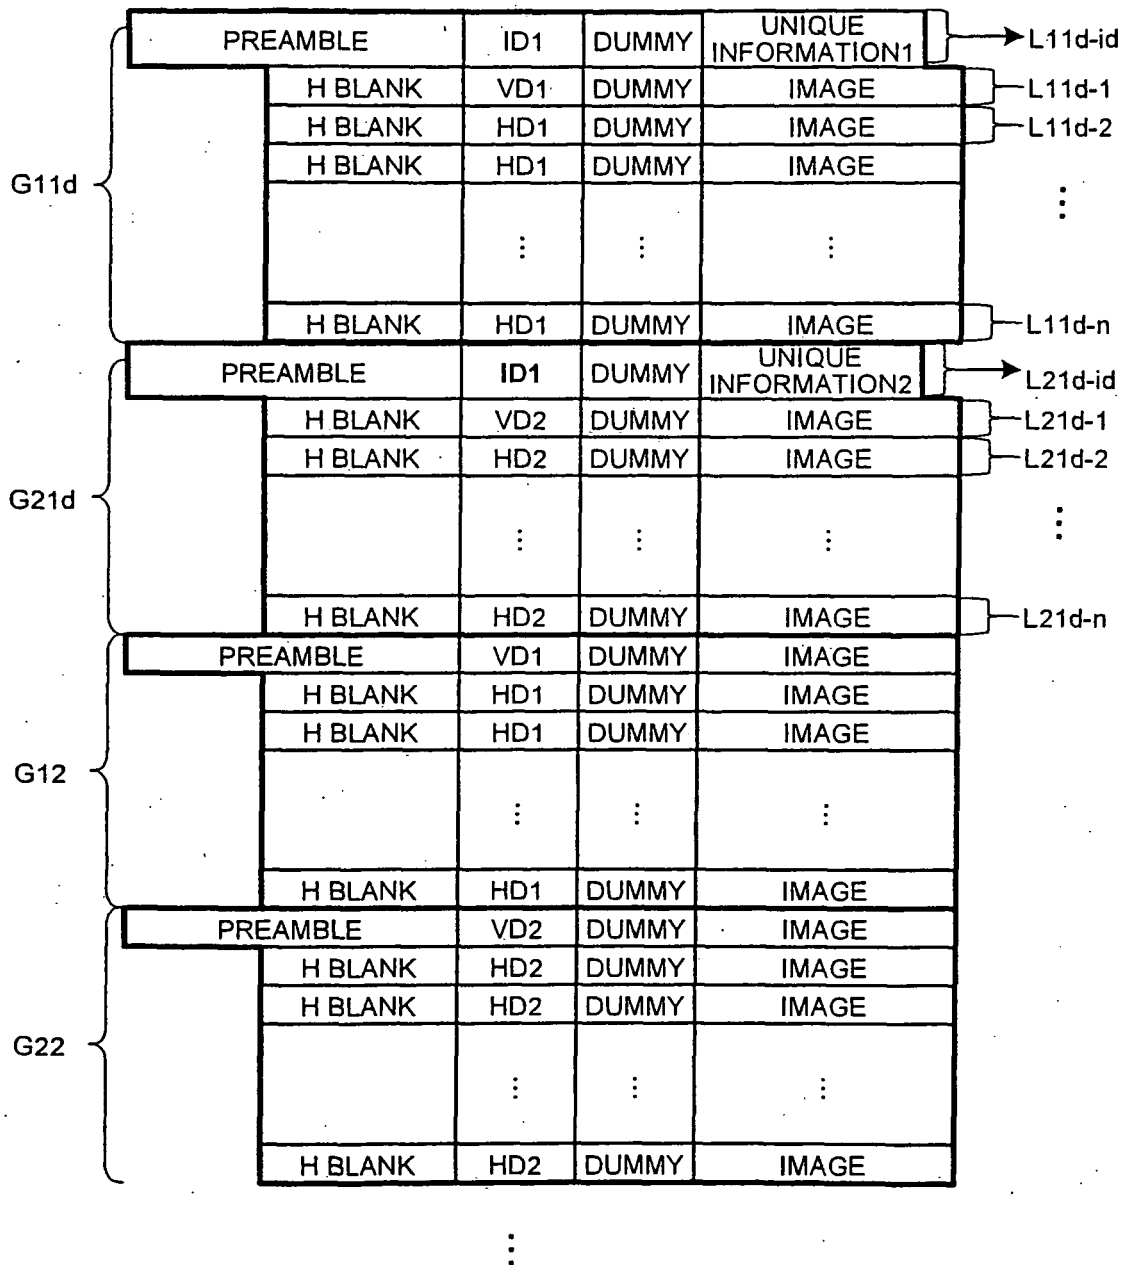 PREAMBLE ID1 DUMMY UNIQUE INFORMATION1 L11d-id
H BLANK VD1 DUMMY IMAGE L11d-1
H BLANK HD1 DUMMY IMAGE L11d-2
H BLANK HD1 DUMMY IMAGE
G11d
⋮ ⋮ ⋮ ⋮
H BLANK HD1 DUMMY IMAGE L11d-n
PREAMBLE ID1 DUMMY UNIQUE INFORMATION2 L21d-id
H BLANK VD2 DUMMY IMAGE L21d-1
H BLANK HD2 DUMMY IMAGE L21d-2
G21d
⋮ ⋮ ⋮ ⋮
H BLANK HD2 DUMMY IMAGE L21d-n
PREAMBLE VD1 DUMMY IMAGE
H BLANK HD1 DUMMY IMAGE
H BLANK HD1 DUMMY IMAGE
G12
⋮ ⋮ ⋮
H BLANK HD1 DUMMY IMAGE
PREAMBLE VD2 DUMMY IMAGE
H BLANK HD2 DUMMY IMAGE
H BLANK HD2 DUMMY IMAGE
G22
⋮ ⋮ ⋮
H BLANK HD2 DUMMY IMAGE
⋮